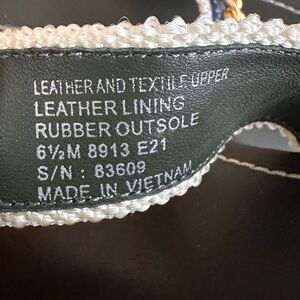 LEATHER AND TEXTILE UPPER
LEATHER LINING
RUBBER OUTSOLE
6½M 8913 E21
S/N : 83609
MADE IN VIETNAM